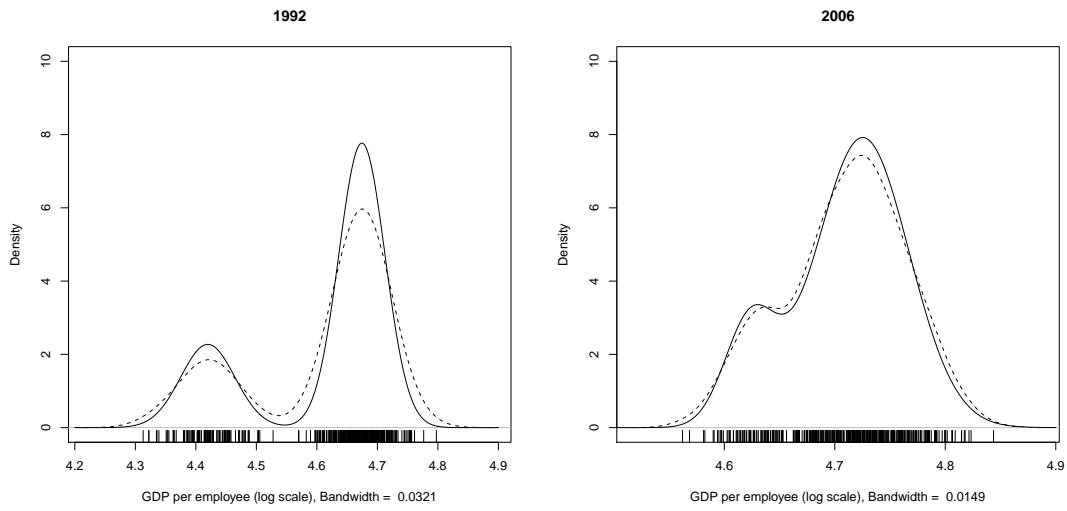 1992
10
8
6
4
2
0
Density
4.2 4.3 4.4 4.5 4.6 4.7 4.8 4.9
GDP per employee (log scale), Bandwidth = 0.0321
2006
10
8
6
4
2
0
Density
4.6 4.7 4.8 4.9
GDP per employee (log scale), Bandwidth = 0.0149